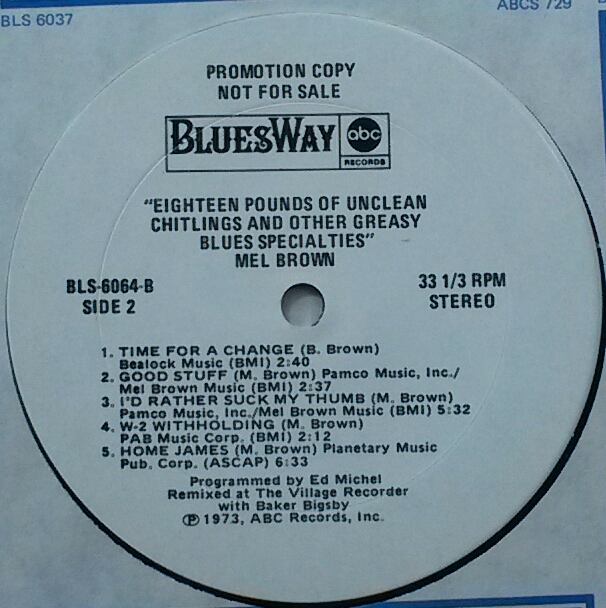 BLS 6037
ABCS 729
PROMOTION COPY
NOT FOR SALE
BLUESWAY abc RECORDS
"EIGHTEEN POUNDS OF UNCLEAN
CHITLINGS AND OTHER GREASY
BLUES SPECIALTIES"
MEL BROWN
BLS-6064-B
SIDE 2
33 1/3 RPM
STEREO
1. TIME FOR A CHANGE (B. Brown)
Bealock Music (BMI) 2:40
2. GOOD STUFF (M. Brown) Pamco Music, Inc./
Mel Brown Music (BMI) 2:37
3. I'D RATHER SUCK MY THUMB (M. Brown)
Pamco Music, Inc./Mel Brown Music (BMI) 5:32
4. W-2 WITHHOLDING (M. Brown)
PAB Music Corp. (BMI) 2:12
5. HOME JAMES (M. Brown) Planetary Music
Pub. Corp. (ASCAP) 6:33
Programmed by Ed Michel
Remixed at The Village Recorder
with Baker Bigsby
℗ 1973, ABC Records, Inc.